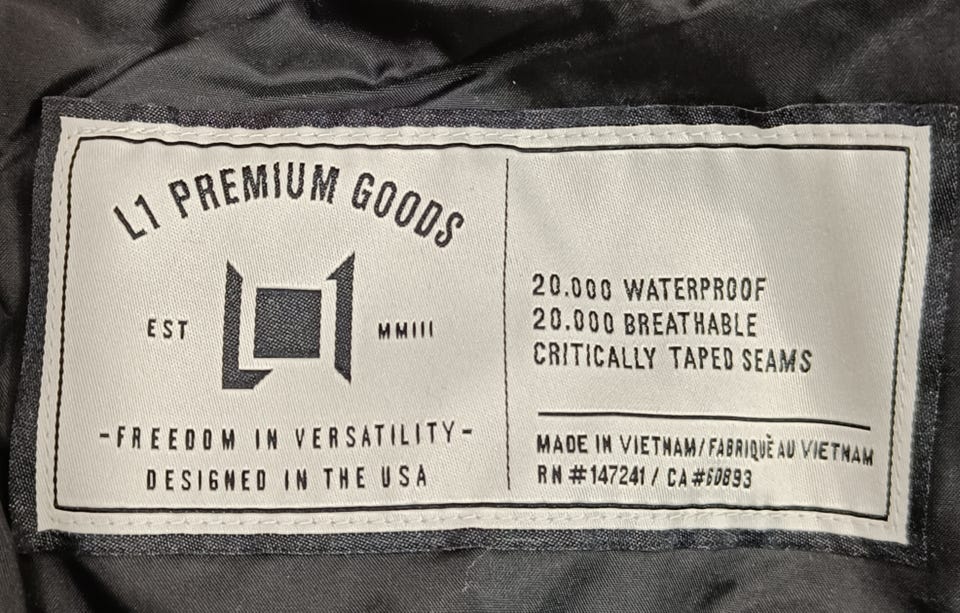 L1 PREMIUM GOODS
EST MMIII
-FREEDOM IN VERSATILITY-
DESIGNED IN THE USA
20.000 WATERPROOF
20.000 BREATHABLE
CRITICALLY TAPED SEAMS
MADE IN VIETNAM/FABRIQUÈ AU VIETNAM
RN #147241 / CA #60893